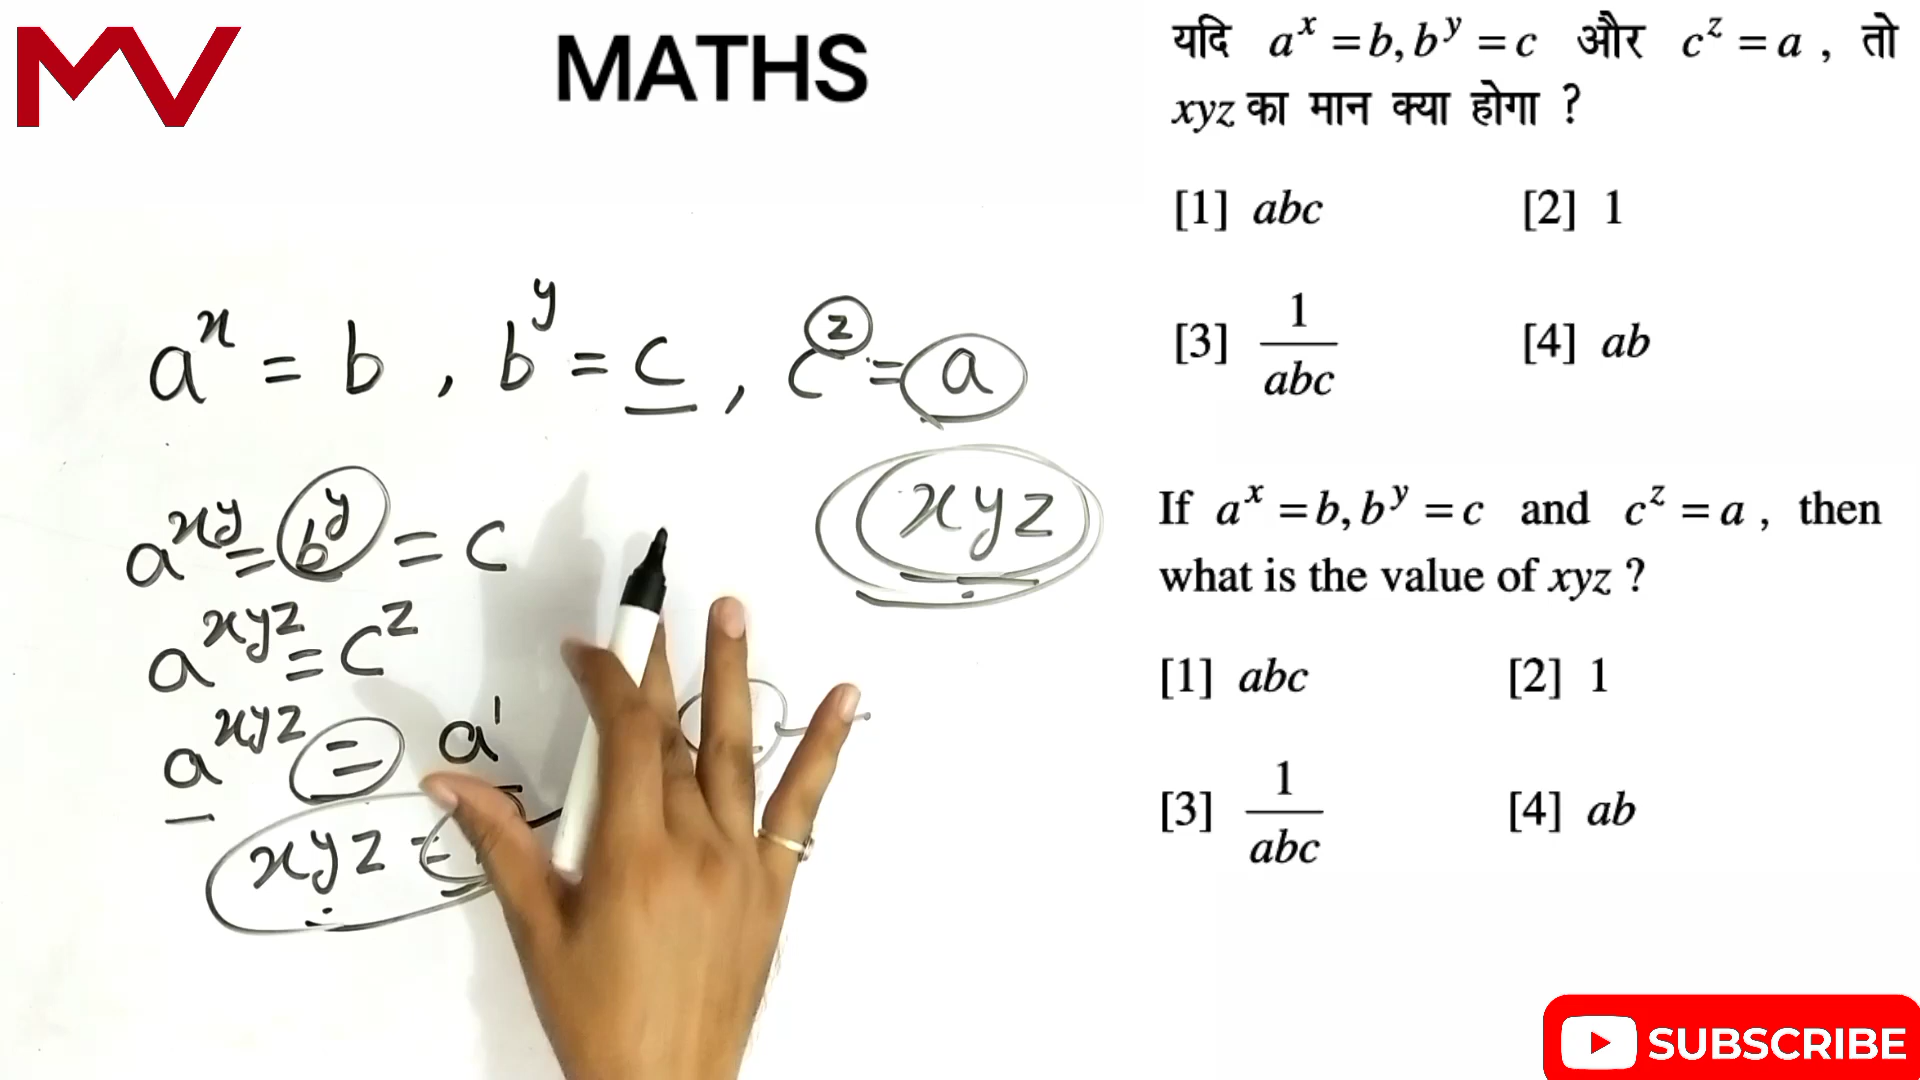 MV
MATHS
यदि a^x = b, b^y = c और c^z = a , तो
xyz का मान क्या होगा ?
[1] abc [2] 1
[3] 1/abc [4] ab
If a^x = b, b^y = c and c^z = a , then
what is the value of xyz ?
[1] abc [2] 1
[3] 1/abc [4] ab
a^x = b , b^y = c , c^z = a
xyz
a^xy = b^y = c
a^xyz = c^z
a^xyz = a^1
xyz =
SUBSCRIBE